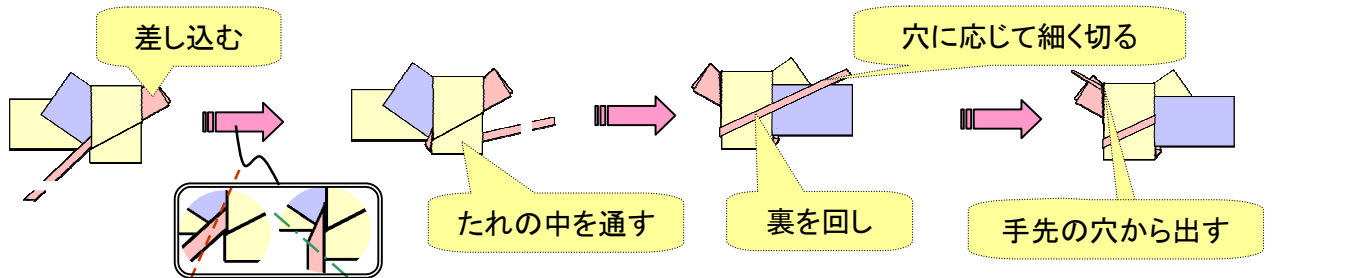 差し込む
たれの中を通す
裏を回し
穴に応じて細く切る
手先の穴から出す